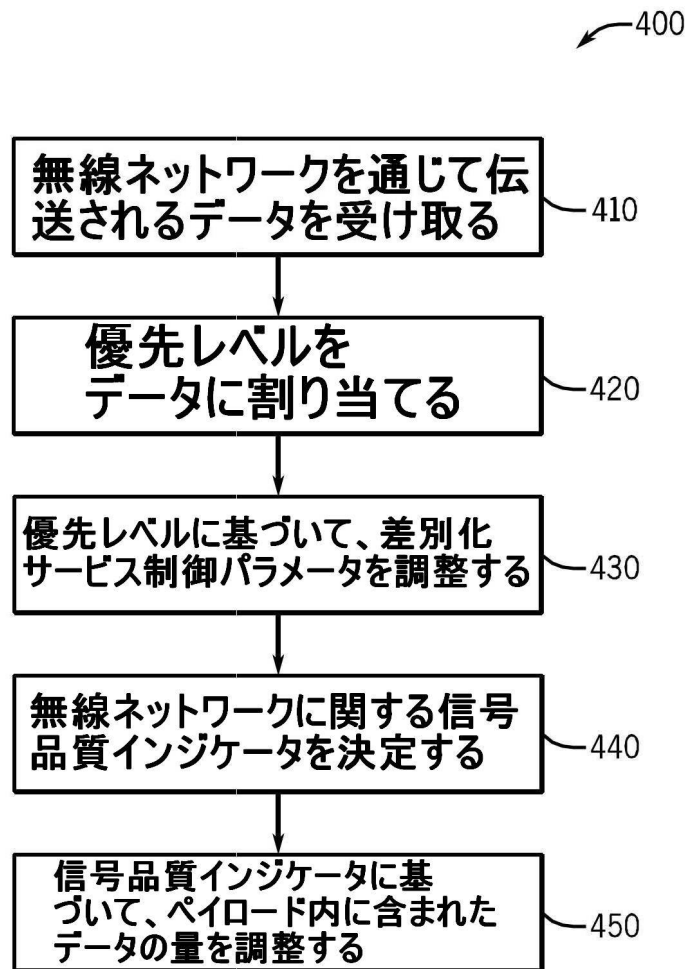 400
無線ネットワークを通じて伝
送されるデータを受け取る
410
優先レベルを
データに割り当てる
420
優先レベルに基づいて、差別化
サービス制御パラメータを調整する
430
無線ネットワークに関する信号
品質インジケータを決定する
440
信号品質インジケータに基
づいて、ペイロード内に含まれた
データの量を調整する
450